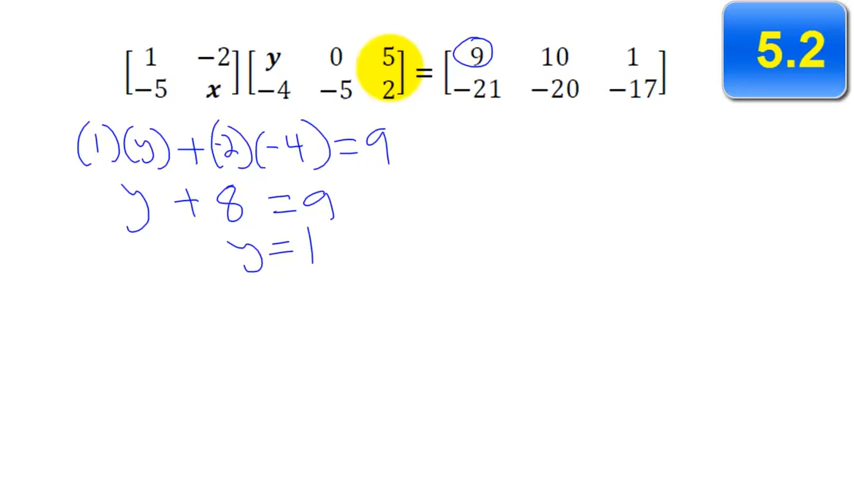 5.2
[1 −2][y 0 5] = [9 10 1]
[−5 x][−4 −5 2] [−21 −20 −17]
(1)(y)+(-2)(-4)=9
y + 8 = 9
y = 1